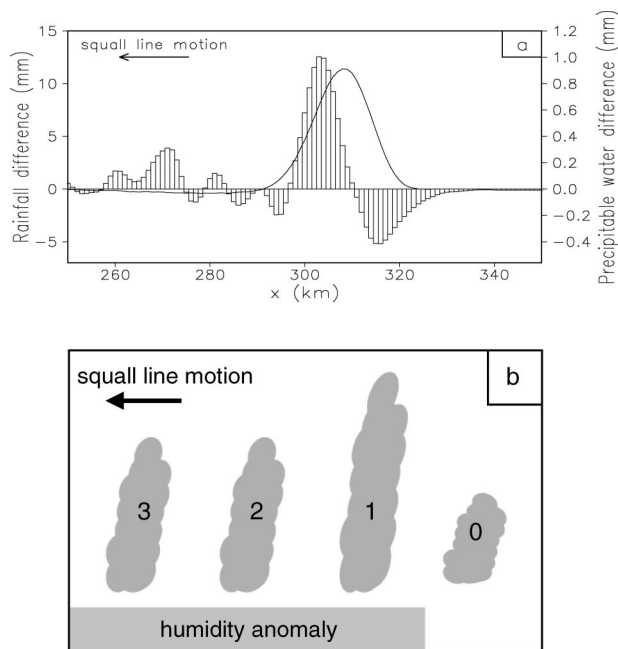 squall line motion
a
Rainfall difference (mm)
15
10
5
0
−5
1.2
1.0
0.8
0.6
0.4
0.2
0.0
−0.2
−0.4
Precipitable water difference (mm)
260 280 300 320 340
x (km)
squall line motion
b
3 2 1 0
humidity anomaly